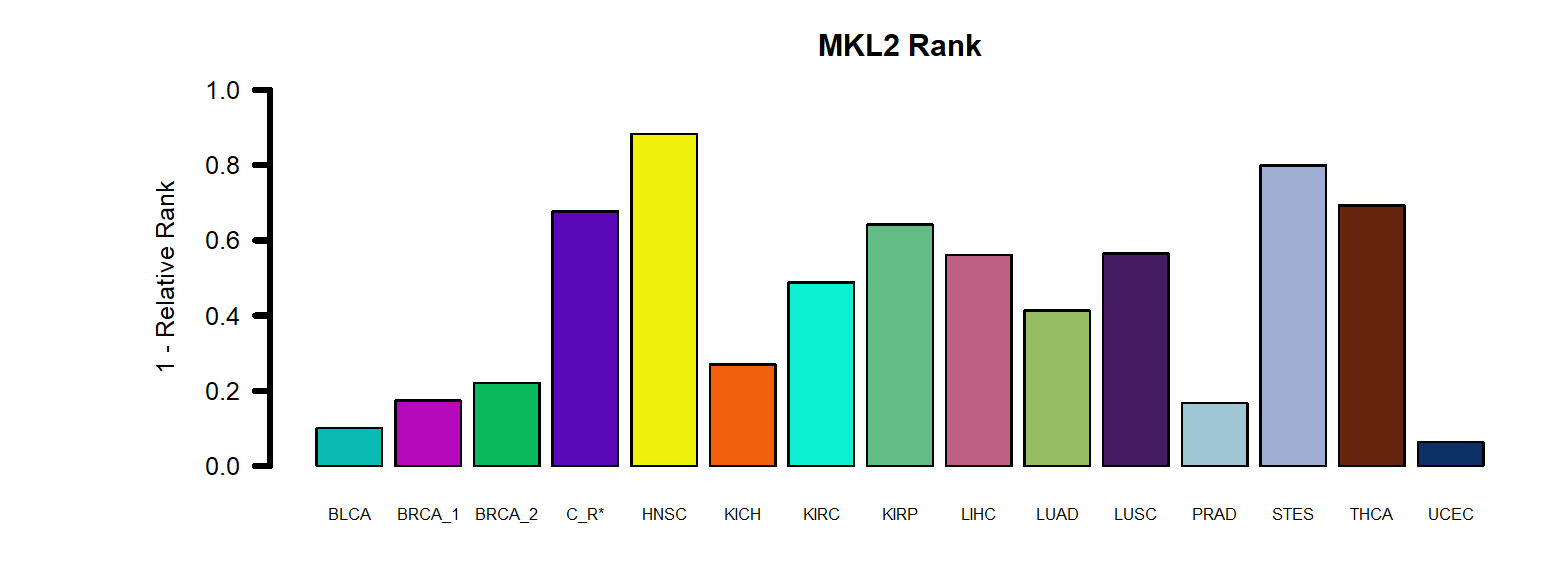 MKL2 Rank
1 - Relative Rank
1.0
0.8
0.6
0.4
0.2
0.0
BLCA BRCA_1 BRCA_2 C_R* HNSC KICH KIRC KIRP LIHC LUAD LUSC PRAD STES THCA UCEC